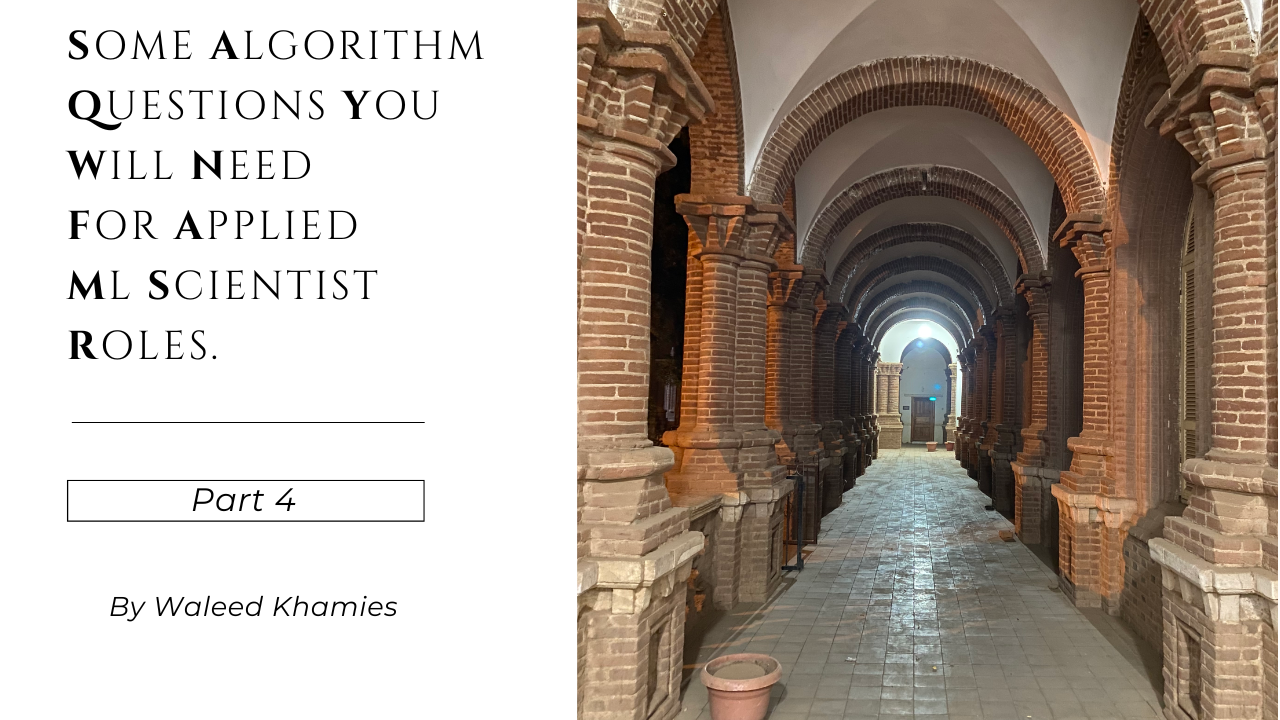 Some Algorithm
Questions You
Will Need
For Applied
ML Scientist
Roles.
Part 4
By Waleed Khamies